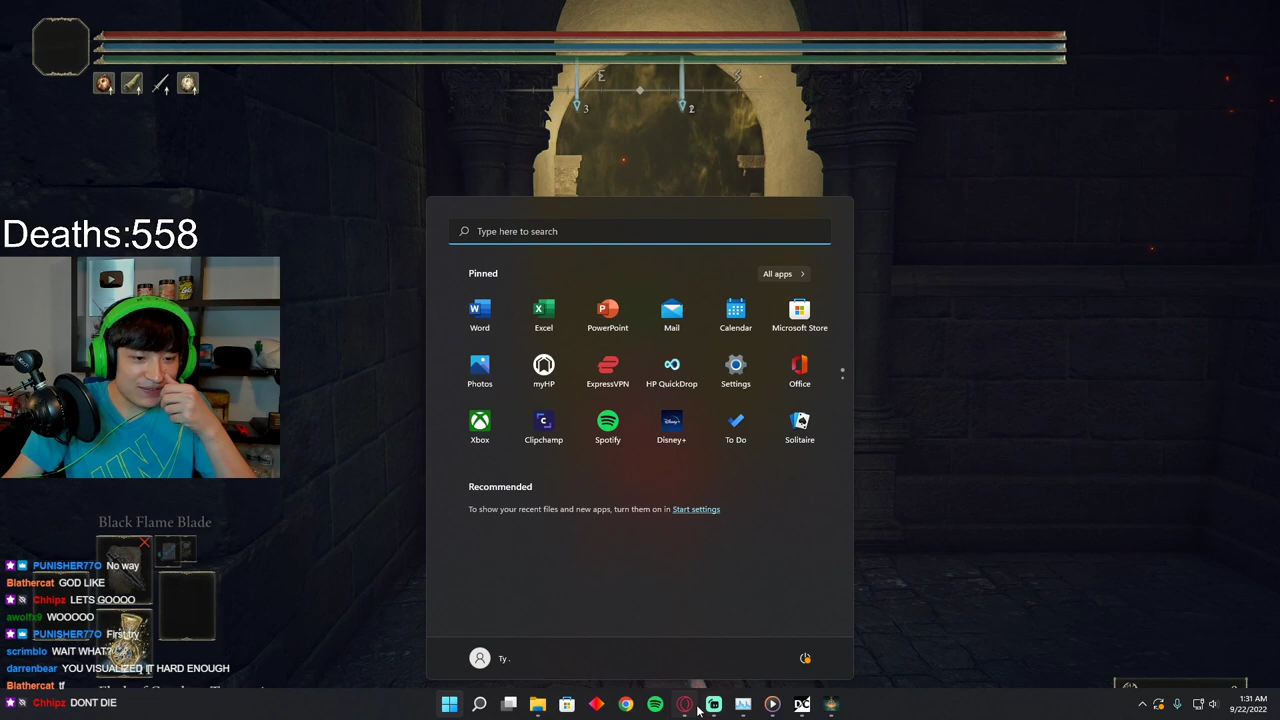 3
2
Deaths:558
Type here to search
Pinned
All apps
Word
Excel
PowerPoint
Mail
Calendar
Microsoft Store
Photos
myHP
ExpressVPN
HP QuickDrop
Settings
Office
Xbox
Clipchamp
Spotify
Disney+
To Do
Solitaire
Recommended
To show your recent files and new apps, turn them on in Start settings
Black Flame Blade
PUNISHER77O No way
Blathercat GOD LIKE
Chhipz LETS GOOOO
awolfx9 WOOOOO
PUNISHER77O First try
scrimblo WAIT WHAT?
darrenbear YOU VISUALIZED IT HARD ENOUGH
Blathercat tf
Chhipz DONT DIE
Ty .
1:31 AM
9/22/2022